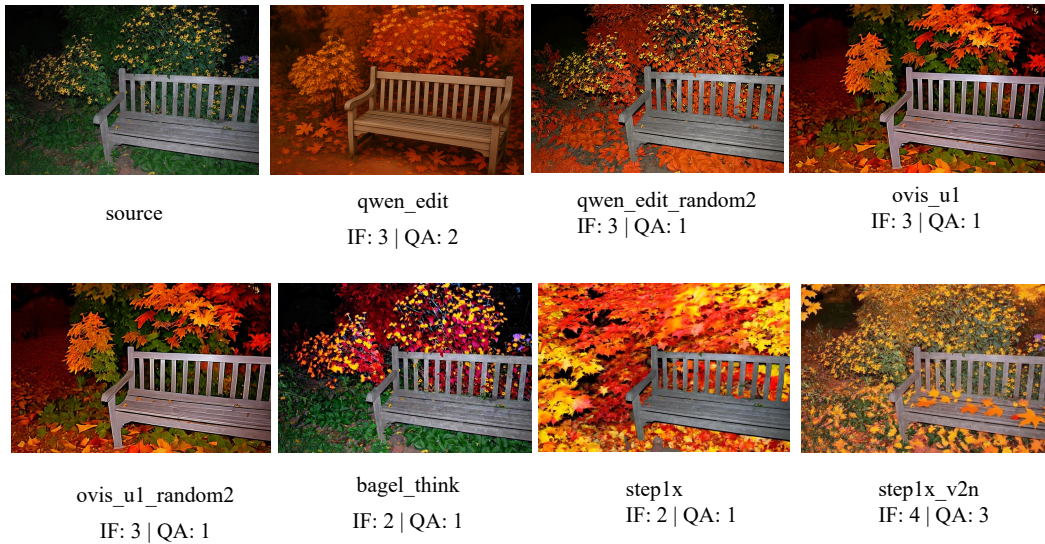 source
qwen_edit
IF: 3 | QA: 2
qwen_edit_random2
IF: 3 | QA: 1
ovis_u1
IF: 3 | QA: 1
ovis_u1_random2
IF: 3 | QA: 1
bagel_think
IF: 2 | QA: 1
step1x
IF: 2 | QA: 1
step1x_v2n
IF: 4 | QA: 3